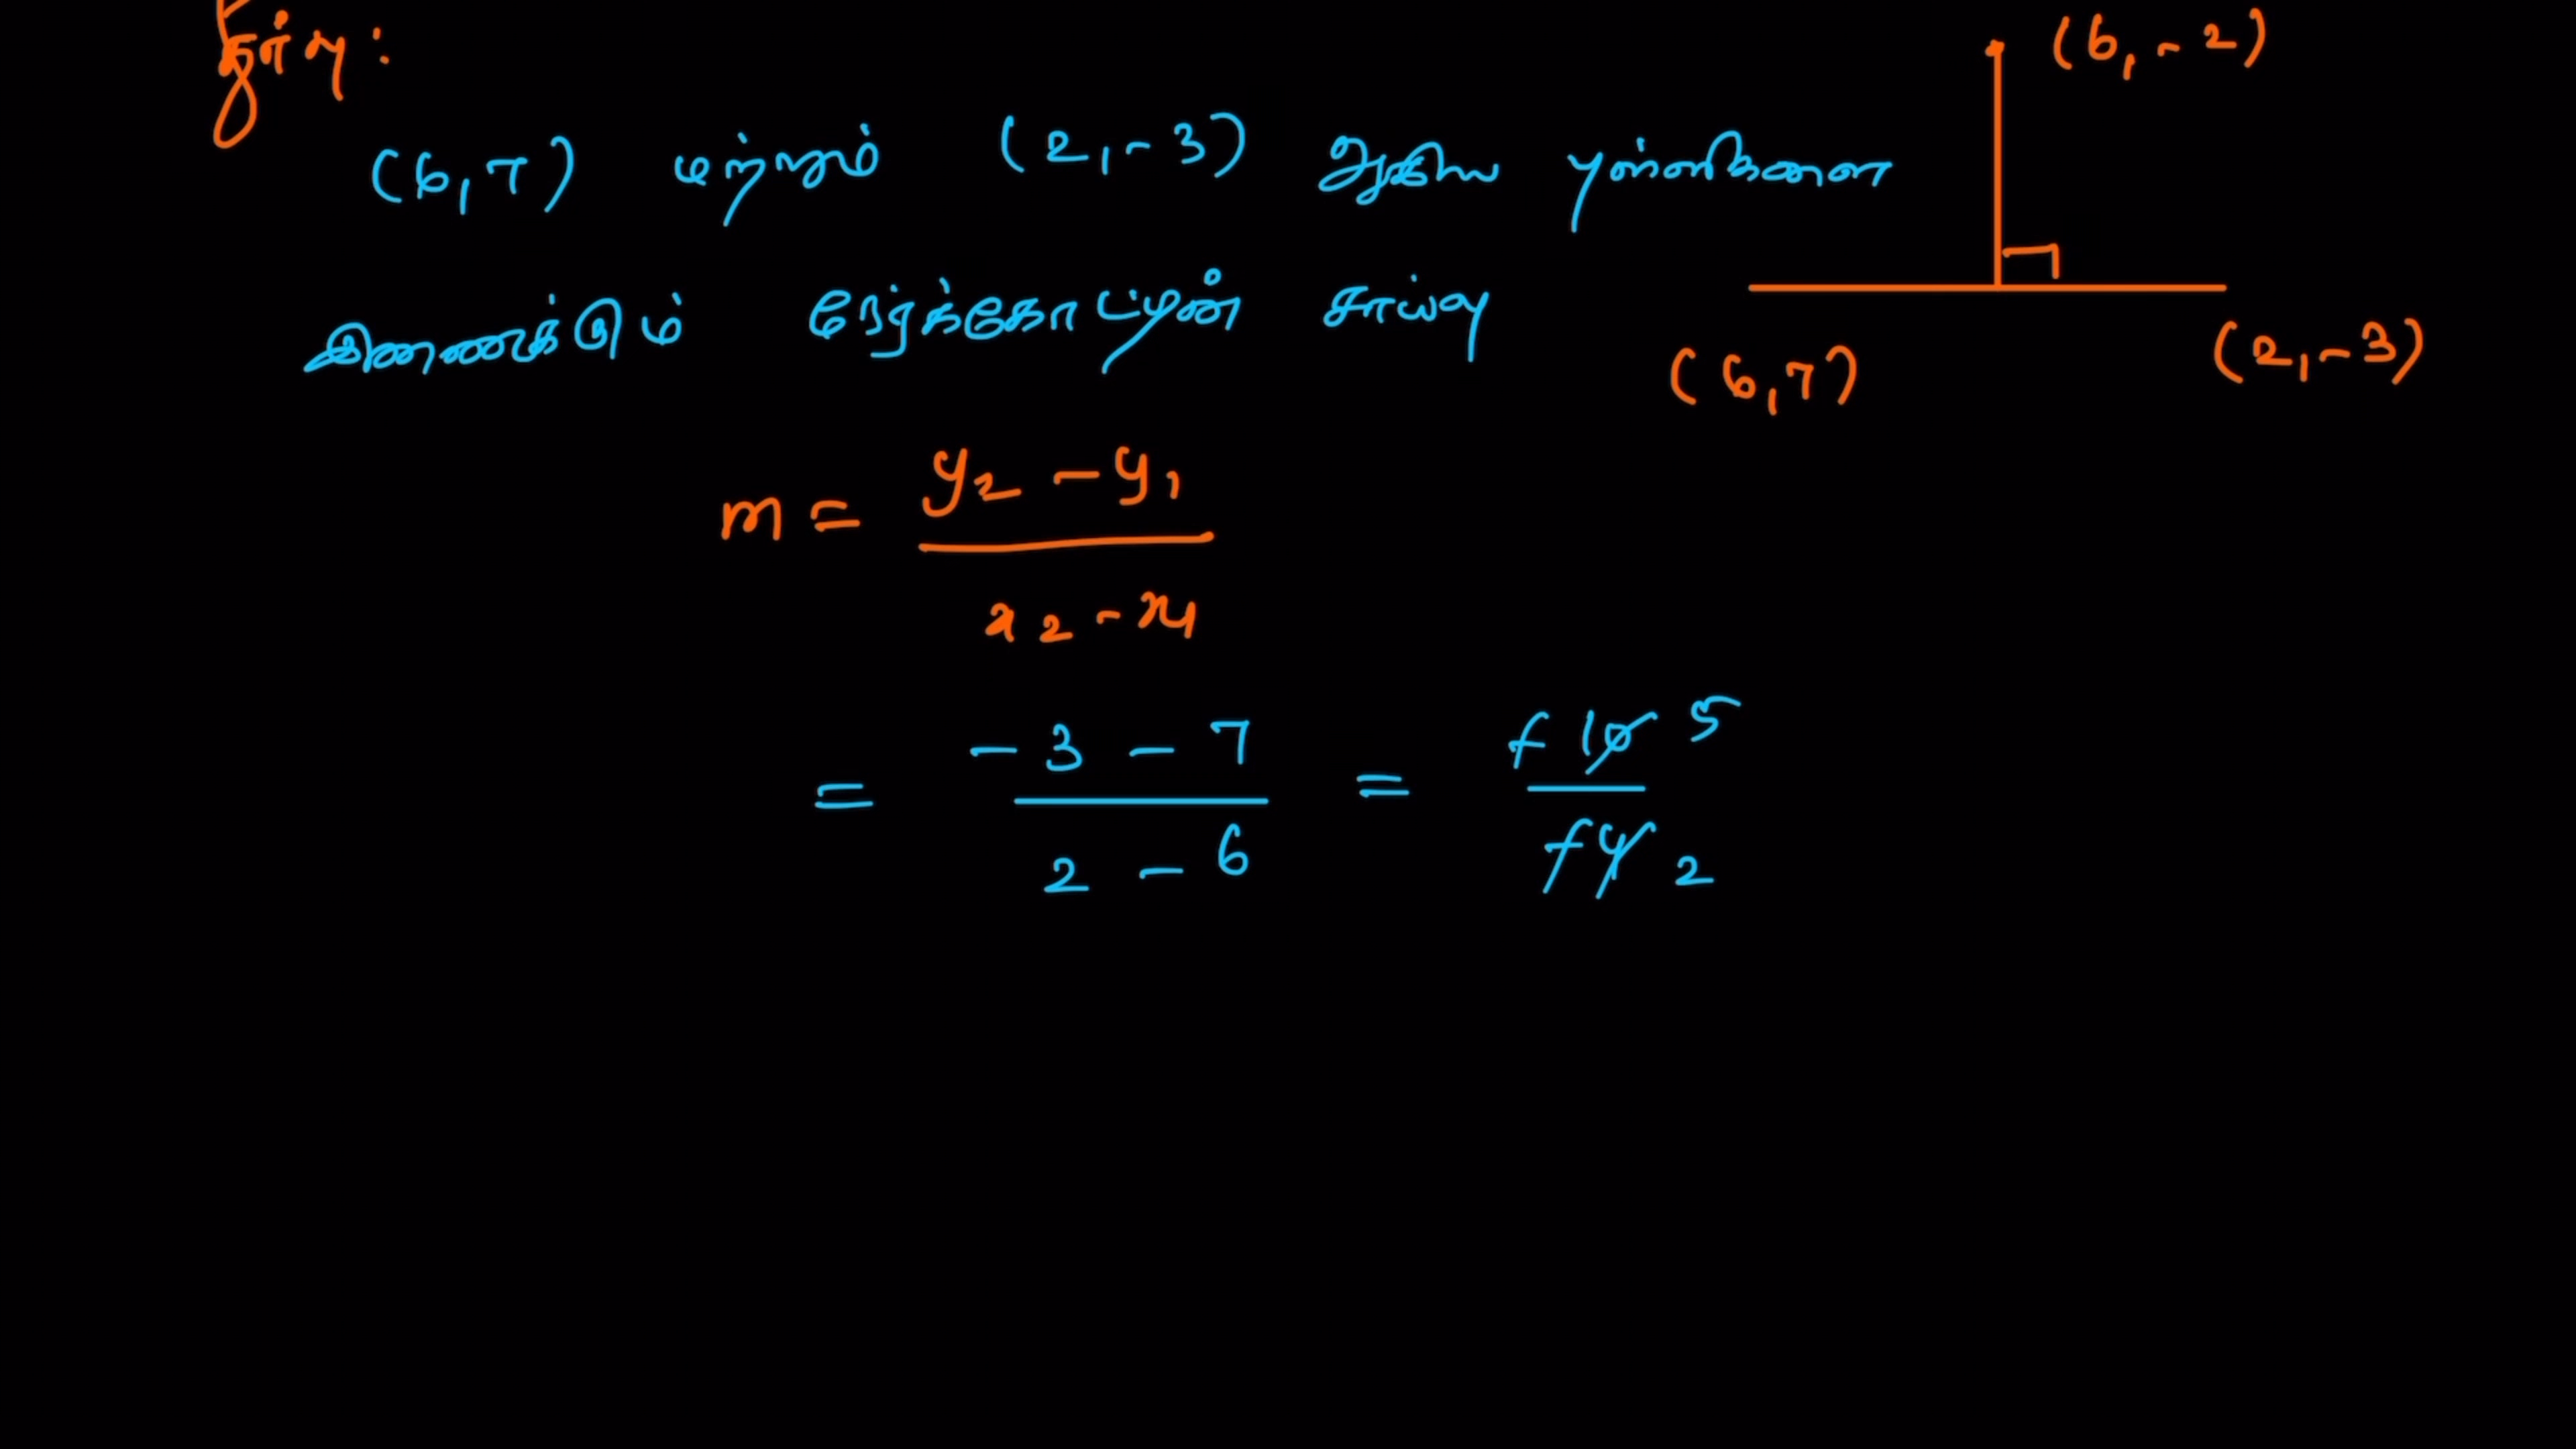 தீர்வு:
(6,7) மற்றும் (2,-3) ஆகிய புள்ளிகளை
இணைக்கும் நேர்க்கோட்டின் சாய்வு
(6,-2)
(6,7)
(2,-3)
m = y₂ - y₁
x₂ - x₁
= -3 - 7 = -10 5
2 - 6 -4 2